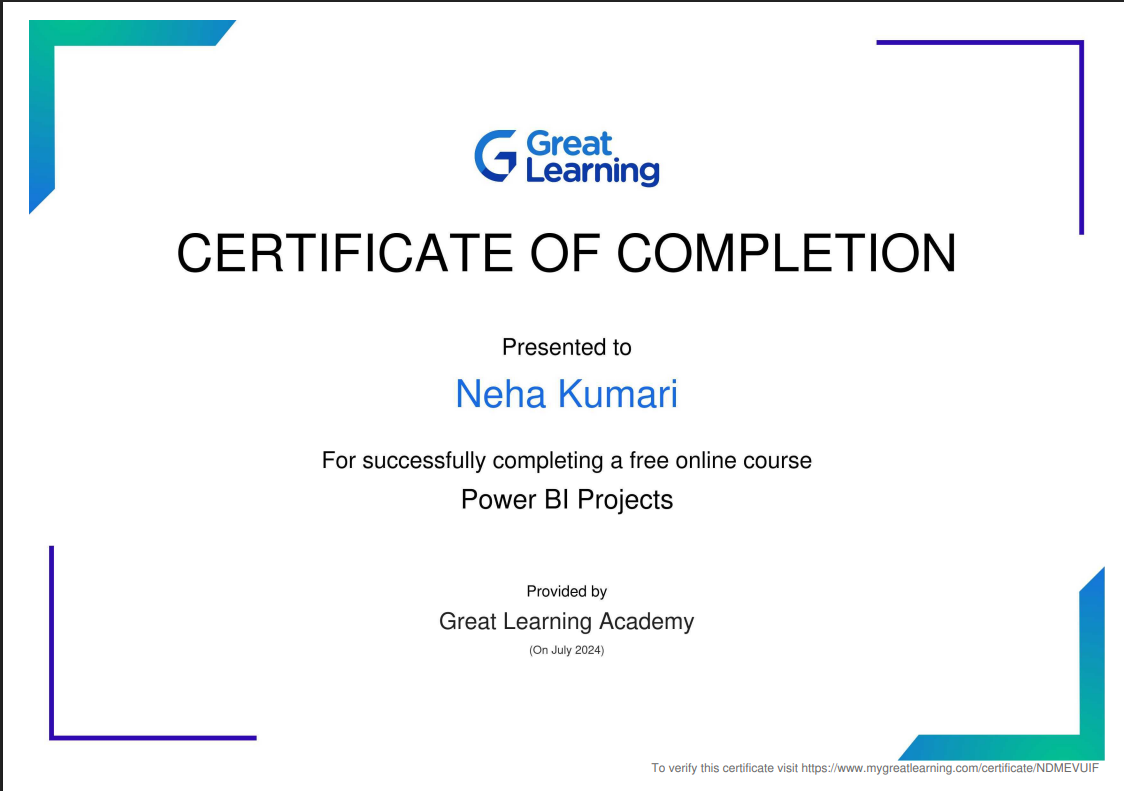 Great
Learning
CERTIFICATE OF COMPLETION
Presented to
Neha Kumari
For successfully completing a free online course
Power BI Projects
Provided by
Great Learning Academy
(On July 2024)
To verify this certificate visit https://www.mygreatlearning.com/certificate/NDMEVUIF